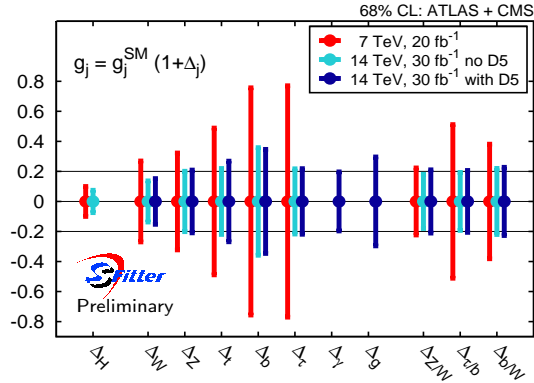 68% CL: ATLAS + CMS
g_j = g_j^SM (1+Δ_j)
7 TeV, 20 fb⁻¹
14 TeV, 30 fb⁻¹ no D5
14 TeV, 30 fb⁻¹ with D5
0.8
0.6
0.4
0.2
0
-0.2
-0.4
-0.6
-0.8
SFitter
Preliminary
Δ_H
Δ_W
Δ_Z
Δ_t
Δ_b
Δ_τ
Δ_γ
Δ_g
Δ_Z/W
Δ_τ/b
Δ_b/W